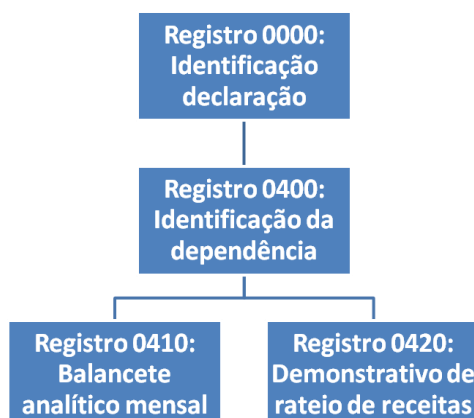 Registro 0000:
Identificação
declaração
Registro 0400:
Identificação da
dependência
Registro 0410:
Balancete
analítico mensal
Registro 0420:
Demonstrativo de
rateio de receitas